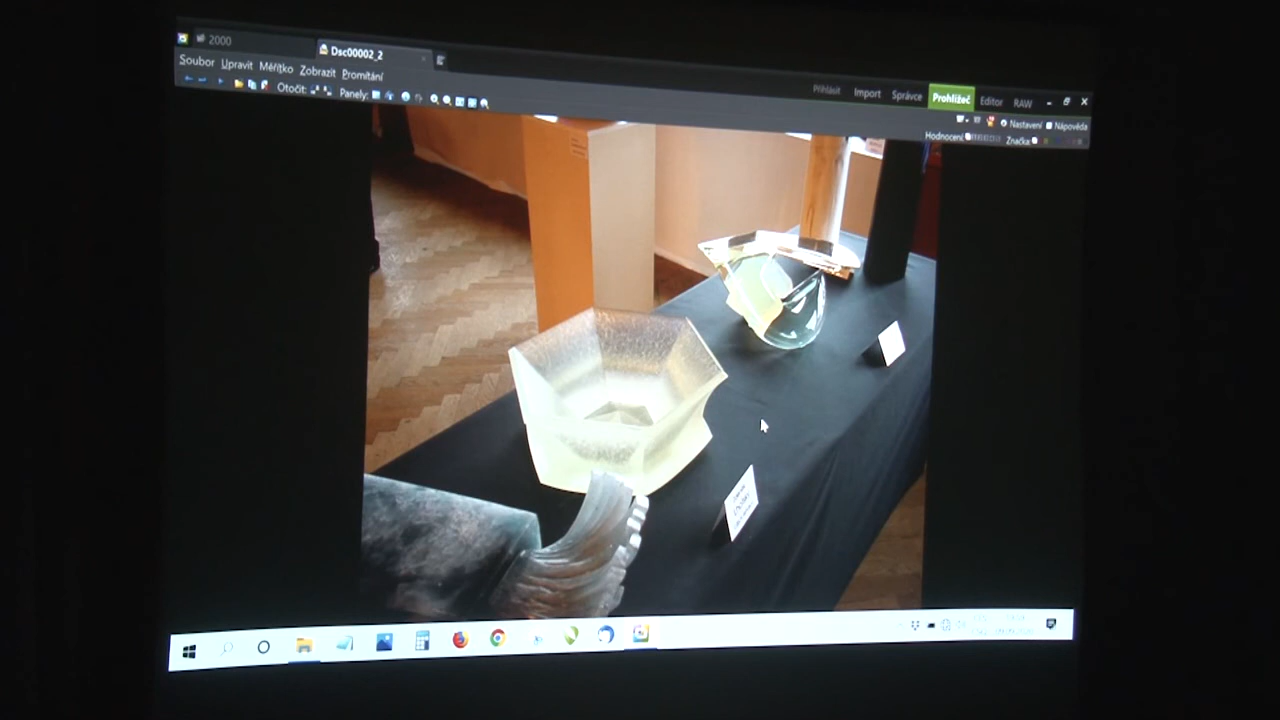 2000
Dsc00002_2
Soubor Upravit Měřítko Zobrazit Promítání
Přihlásit Import Správce Prohlížeč Editor RAW
Otočit: Panely:
Nastavení Nápověda
Hodnocení Značka: